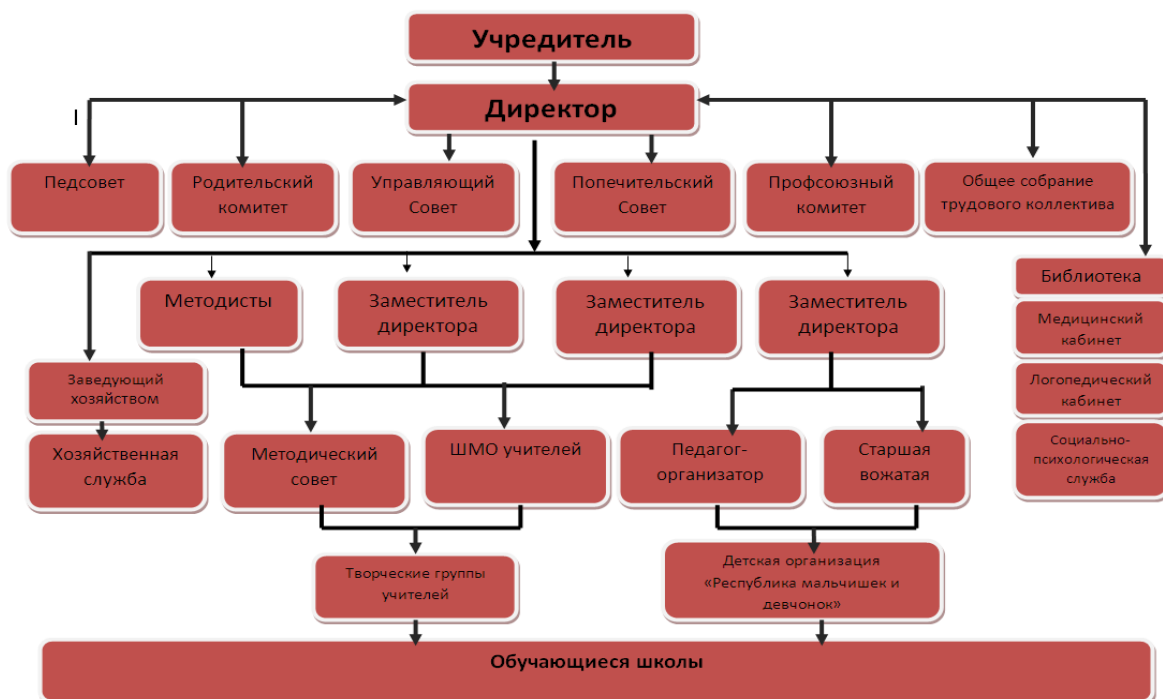 Учредитель
Директор
I
Педсовет
Родительский
комитет
Управляющий
Совет
Попечительский
Совет
Профсоюзный
комитет
Общее собрание
трудового коллектива
Методисты
Заместитель
директора
Заместитель
директора
Заместитель
директора
Библиотека
Медицинский
кабинет
Логопедический
кабинет
Социально-
психологическая
служба
Заведующий
хозяйством
Хозяйственная
служба
Методический
совет
ШМО учителей
Педагог-
организатор
Старшая
вожатая
Творческие группы
учителей
Детская организация
«Республика мальчишек и
девчонок»
Обучающиеся школы